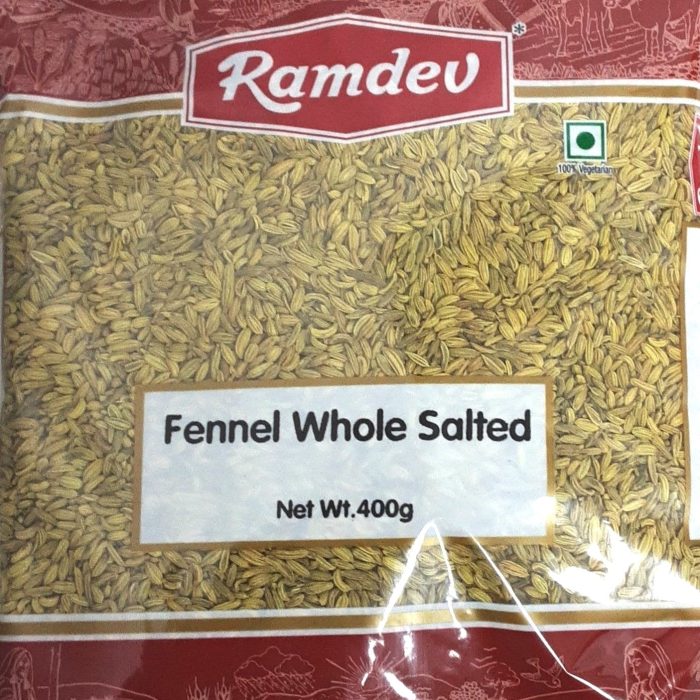 Ramdev*
100% Vegetarian
Fennel Whole Salted
Net Wt.400g